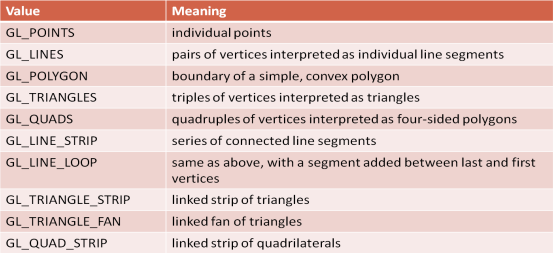 Value Meaning
GL_POINTS individual points
GL_LINES pairs of vertices interpreted as individual line segments
GL_POLYGON boundary of a simple, convex polygon
GL_TRIANGLES triples of vertices interpreted as triangles
GL_QUADS quadruples of vertices interpreted as four-sided polygons
GL_LINE_STRIP series of connected line segments
GL_LINE_LOOP same as above, with a segment added between last and first
vertices
GL_TRIANGLE_STRIP linked strip of triangles
GL_TRIANGLE_FAN linked fan of triangles
GL_QUAD_STRIP linked strip of quadrilaterals